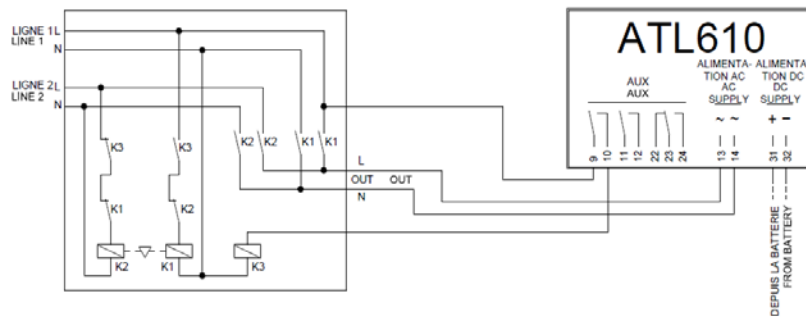 LIGNE 1 L
LINE 1
N
LIGNE 2 L
LINE 2
N
K3
K3
K2
K2
K1
K1
K1
K2
L
OUT
OUT
N
K2
K1
K3
ATL610
AUX
AUX
ALIMENTA-
TION AC
AC
SUPPLY
ALIMENTA
TION DC
DC
SUPPLY
~ ~
+ −
9
10
11
12
22
23
24
13
14
31
32
DEPUIS LA BATTERIE
FROM BATTERY